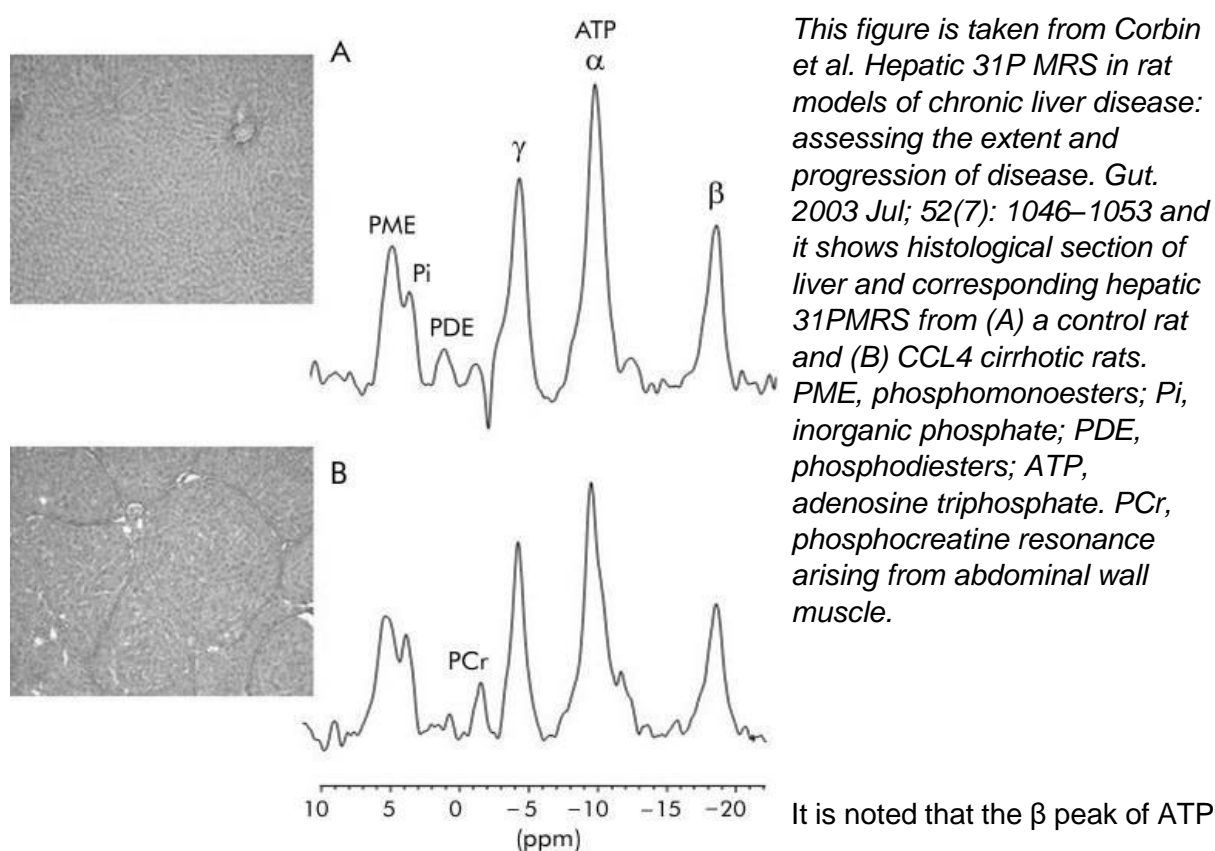 A
ATP
α
γ
β
PME
Pi
PDE
B
PCr
10 5 0 −5 −10 −15 −20
(ppm)
This figure is taken from Corbin
et al. Hepatic 31P MRS in rat
models of chronic liver disease:
assessing the extent and
progression of disease. Gut.
2003 Jul; 52(7): 1046–1053 and
it shows histological section of
liver and corresponding hepatic
31PMRS from (A) a control rat
and (B) CCL4 cirrhotic rats.
PME, phosphomonoesters; Pi,
inorganic phosphate; PDE,
phosphodiesters; ATP,
adenosine triphosphate. PCr,
phosphocreatine resonance
arising from abdominal wall
muscle.
It is noted that the β peak of ATP